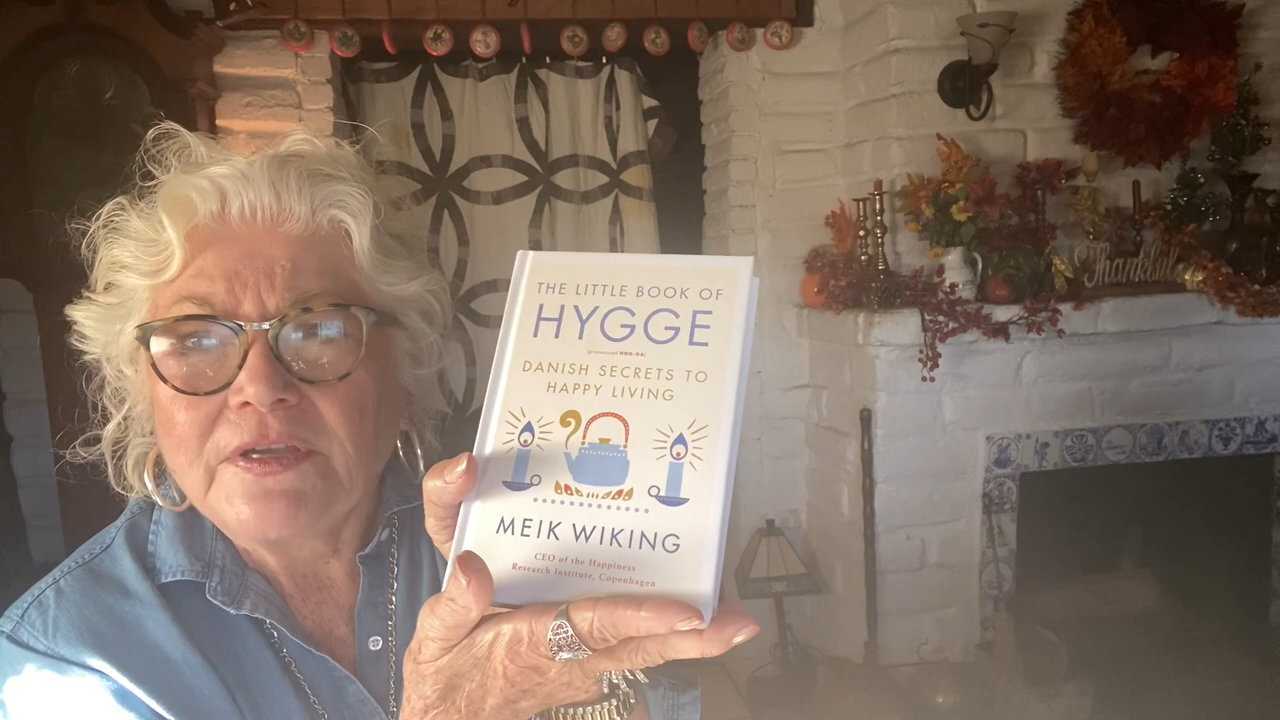 THE LITTLE BOOK OF
HYGGE
(pronounced HOO-GA)
DANISH SECRETS TO
HAPPY LIVING
MEIK WIKING
CEO of the Happiness
Research Institute, Copenhagen
Thankful